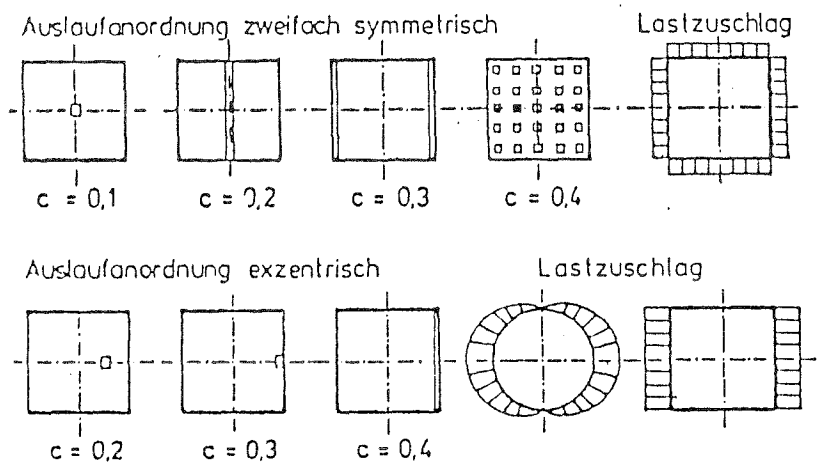 Auslaufanordnung zweifach symmetrisch Lastzuschlag
c = 0,1 c = 0,2 c = 0,3 c = 0,4
Auslaufanordnung exzentrisch Lastzuschlag
c = 0,2 c = 0,3 c = 0,4